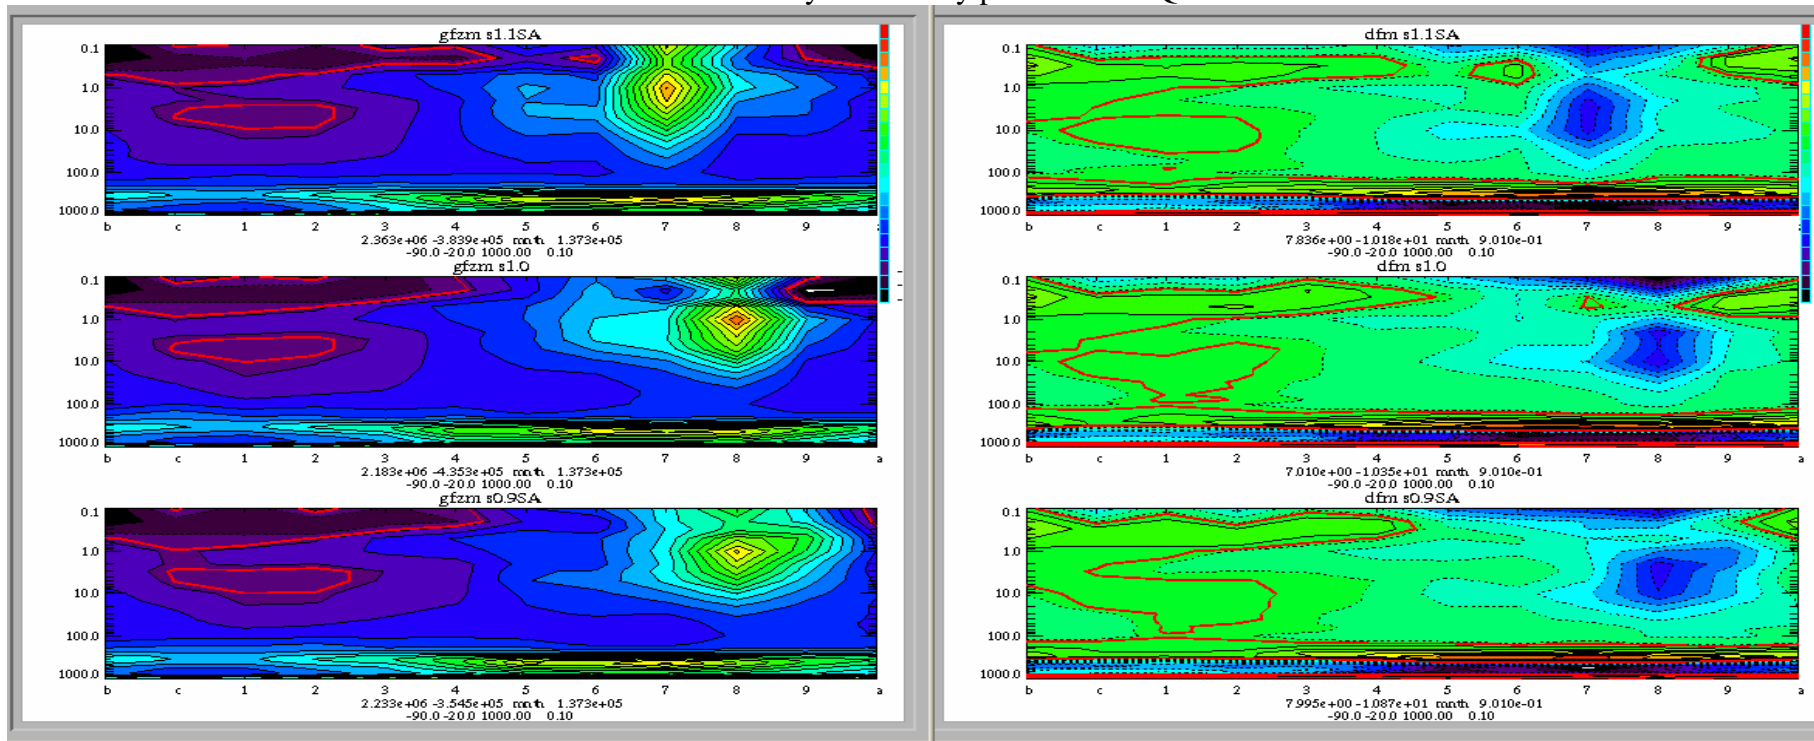 gfzm s1.1SA
0.1
1.0
10.0
100.0
1000.0
b c 1 2 3 4 5 6 7 8 9 a
2.363e+06 -3.839e+05 mnth 1.373e+05
-90.0 -20.0 1000.00 0.10
gfzm s1.0
0.1
1.0
10.0
100.0
1000.0
b c 1 2 3 4 5 6 7 8 9 a
2.183e+06 -4.353e+05 mnth 1.373e+05
-90.0 -20.0 1000.00 0.10
gfzm s0.9SA
0.1
1.0
10.0
100.0
1000.0
b c 1 2 3 4 5 6 7 8 9 a
2.233e+06 -3.545e+05 mnth 1.373e+05
-90.0 -20.0 1000.00 0.10
dfm s1.1SA
0.1
1.0
10.0
100.0
1000.0
b c 1 2 3 4 5 6 7 8 9 a
7.836e+00 -1.018e+01 mnth 9.010e-01
-90.0 -20.0 1000.00 0.10
dfm s1.0
0.1
1.0
10.0
100.0
1000.0
b c 1 2 3 4 5 6 7 8 9 a
7.010e+00 -1.035e+01 mnth 9.010e-01
-90.0 -20.0 1000.00 0.10
dfm s0.9SA
0.1
1.0
10.0
100.0
1000.0
b c 1 2 3 4 5 6 7 8 9 a
7.995e+00 -1.087e+01 mnth 9.010e-01
-90.0 -20.0 1000.00 0.10